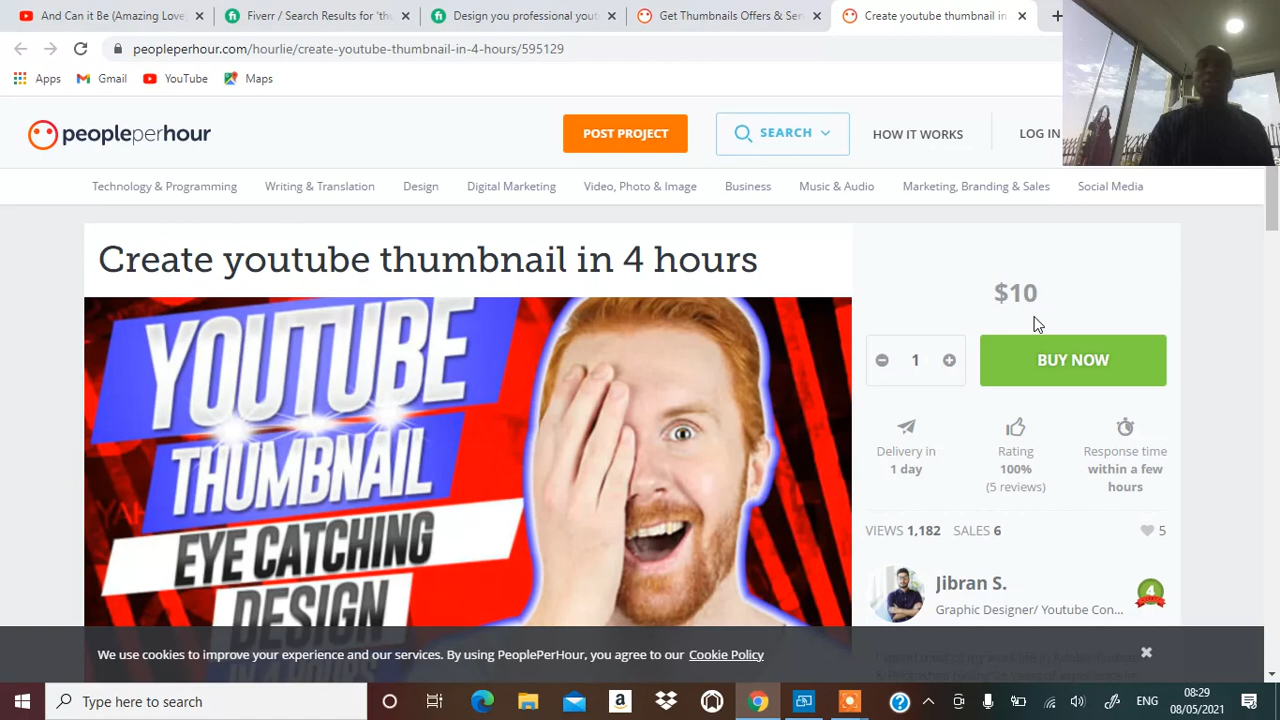 And Can it Be (Amazing Love)
Fiverr / Search Results for 'thu
Design you professional youtu
Get Thumbnail Offers & Ser
Create youtube thumbnail in
peopleperhour.com/hourlie/create-youtube-thumbnail-in-4-hours/595129
Apps Gmail YouTube Maps
peopleperhour
POST PROJECT
SEARCH
HOW IT WORKS
LOG IN
Technology & Programming Writing & Translation Design Digital Marketing Video, Photo & Image Business Music & Audio Marketing, Branding & Sales Social Media
Create youtube thumbnail in 4 hours
$10
1
BUY NOW
YOUTUBE
THUMBNAIL
EYE CATCHING
DESIGN
Delivery in
1 day
Rating
100%
(5 reviews)
Response time
within a few
hours
VIEWS 1,182 SALES 6 5
Jibran S.
Graphic Designer/ Youtube Con...
4
We use cookies to improve your experience and our services. By using PeoplePerHour, you agree to our Cookie Policy
Type here to search
ENG
08:29
08/05/2021